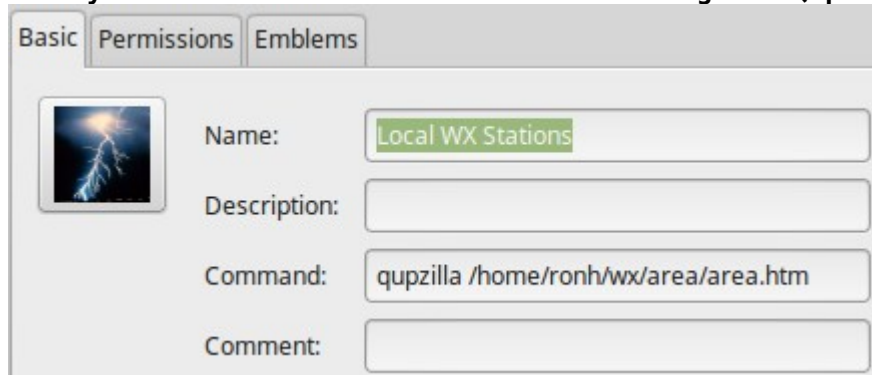 Basic Permissions Emblems
Name: Local WX Stations
Description:
Command: qupzilla /home/ronh/wx/area/area.htm
Comment: